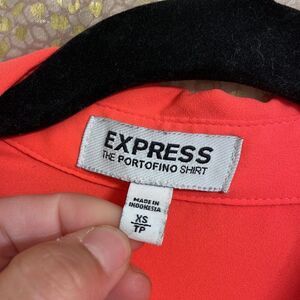 EXPRESS
THE PORTOFINO SHIRT
MADE IN
INDONESIA
XS
TP